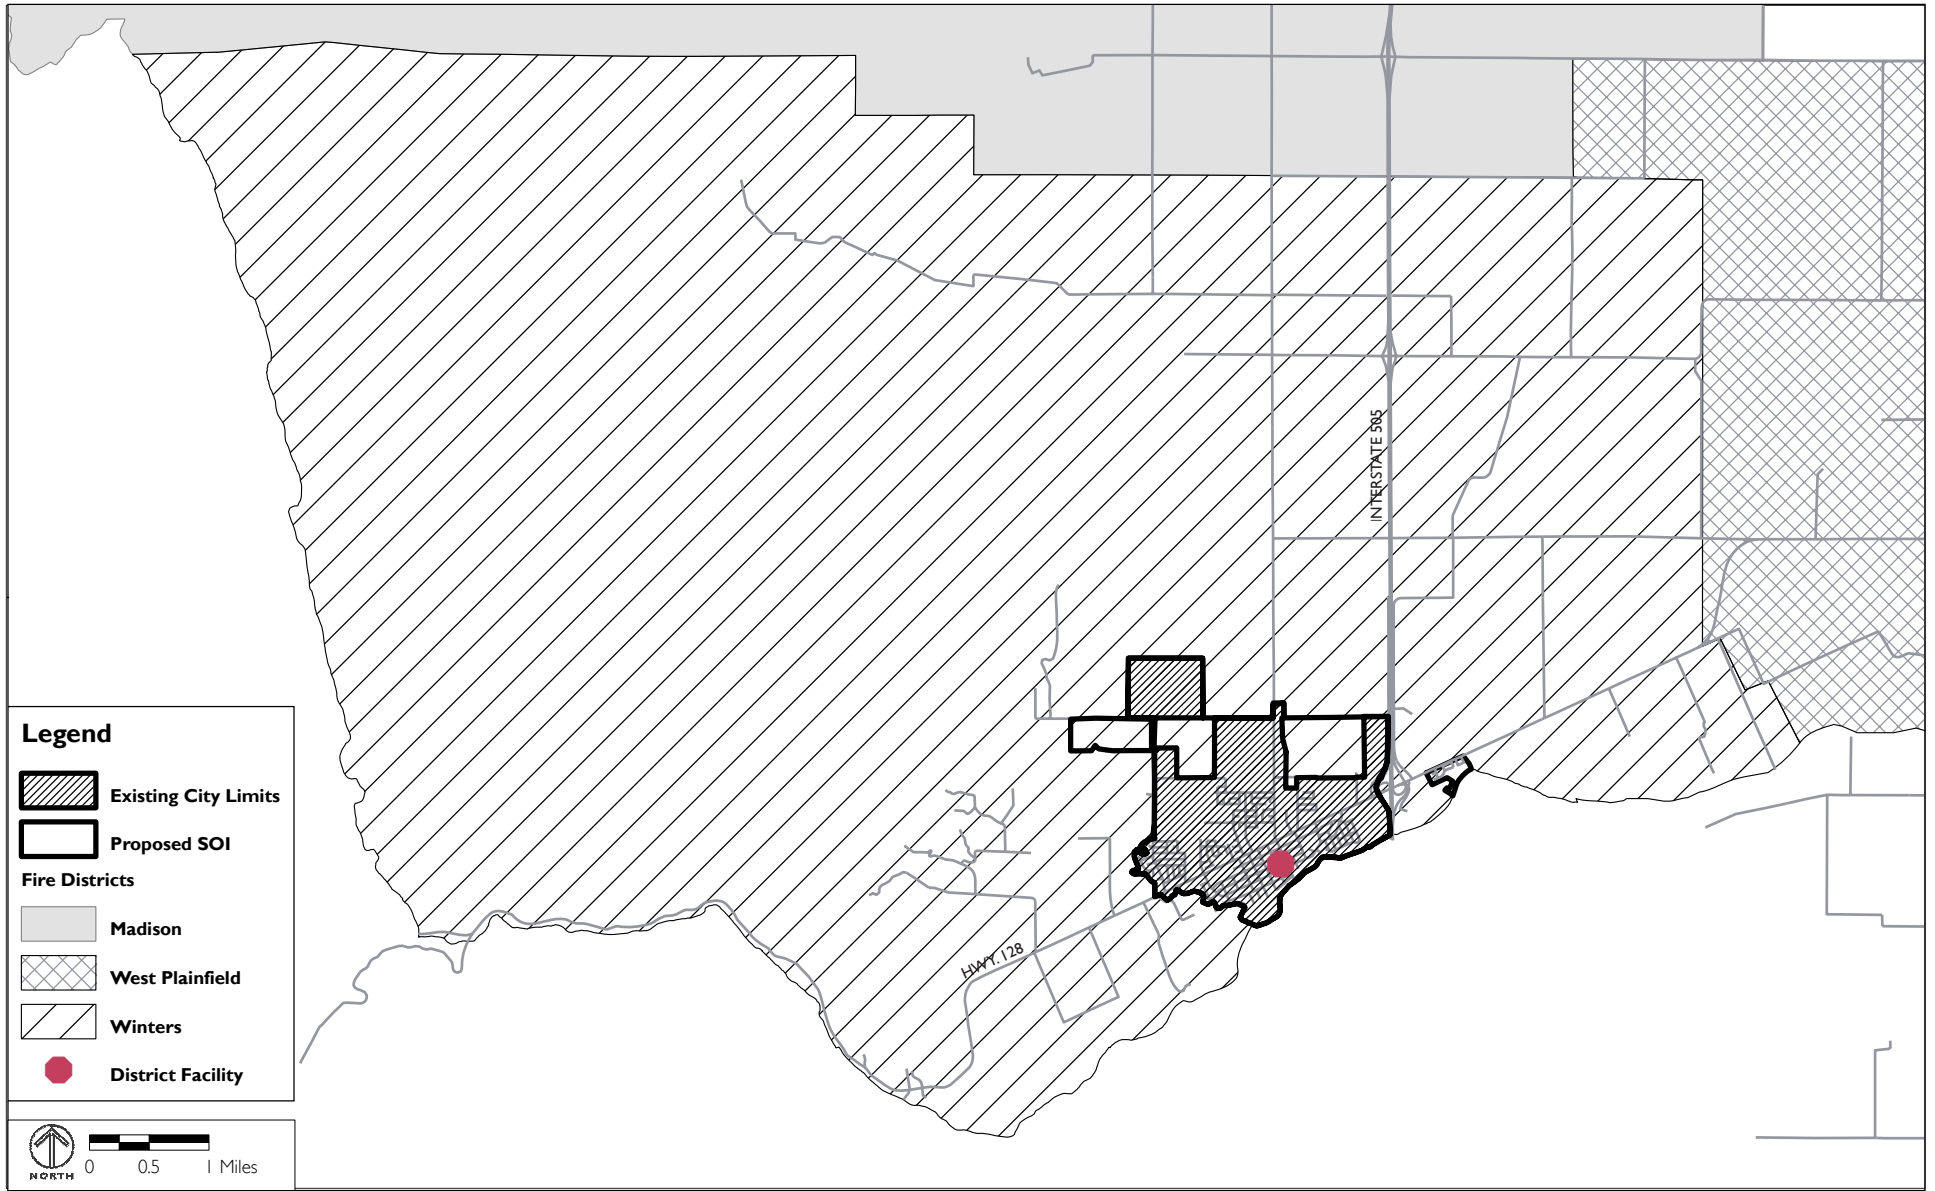 INTERSTATE 505
HWY. 128
Legend
Existing City Limits
Proposed SOI
Fire Districts
Madison
West Plainfield
Winters
District Facility
NORTH
0 0.5 1 Miles